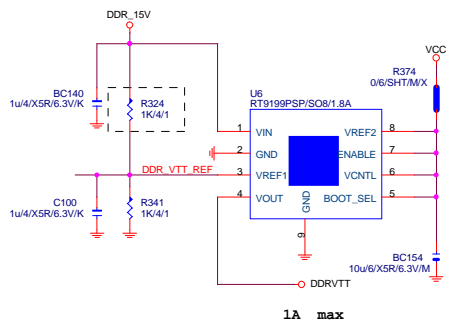 DDR_15V
VCC
BC140
1u/4/X5R/6.3V/K
R324
1K/4/1
R374
0/6/SHT/M/X
U6
RT9199PSP/SO8/1.8A
1 VIN VREF2 8
2 GND ENABLE 7
DDR_VTT_REF 3 VREF1 VCNTL 6
4 VOUT BOOT_SEL 5
GND
9
C100
1u/4/X5R/6.3V/K
R341
1K/4/1
BC154
10u/6/X5R/6.3V/M
DDRVTT
1A max